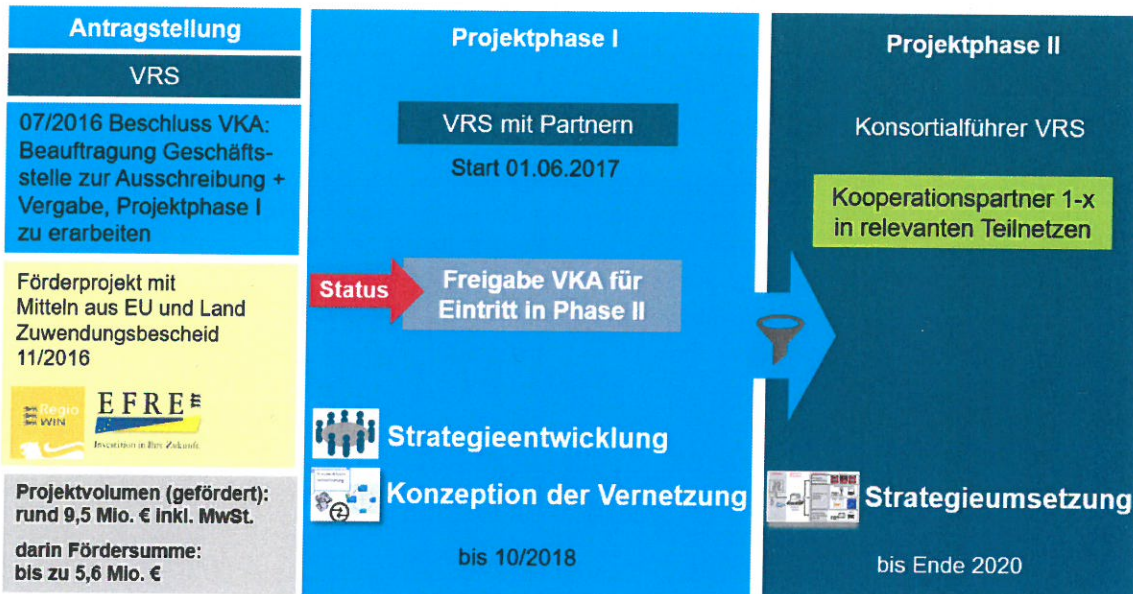 Antragstellung
VRS
07/2016 Beschluss VKA:
Beauftragung Geschäfts-
stelle zur Ausschreibung +
Vergabe, Projektphase I
zu erarbeiten
Förderprojekt mit
Mitteln aus EU und Land
Zuwendungsbescheid
11/2016
Regio
WIN
EFRE
Investition in Ihre Zukunft
Projektvolumen (gefördert):
rund 9,5 Mio. € inkl. MwSt.
darin Fördersumme:
bis zu 5,6 Mio. €
Projektphase I
VRS mit Partnern
Start 01.06.2017
Status
Freigabe VKA für
Eintritt in Phase II
Strategieentwicklung
Konzeption der Vernetzung
bis 10/2018
Projektphase II
Konsortialführer VRS
Kooperationspartner 1-x
in relevanten Teilnetzen
Strategieumsetzung
bis Ende 2020